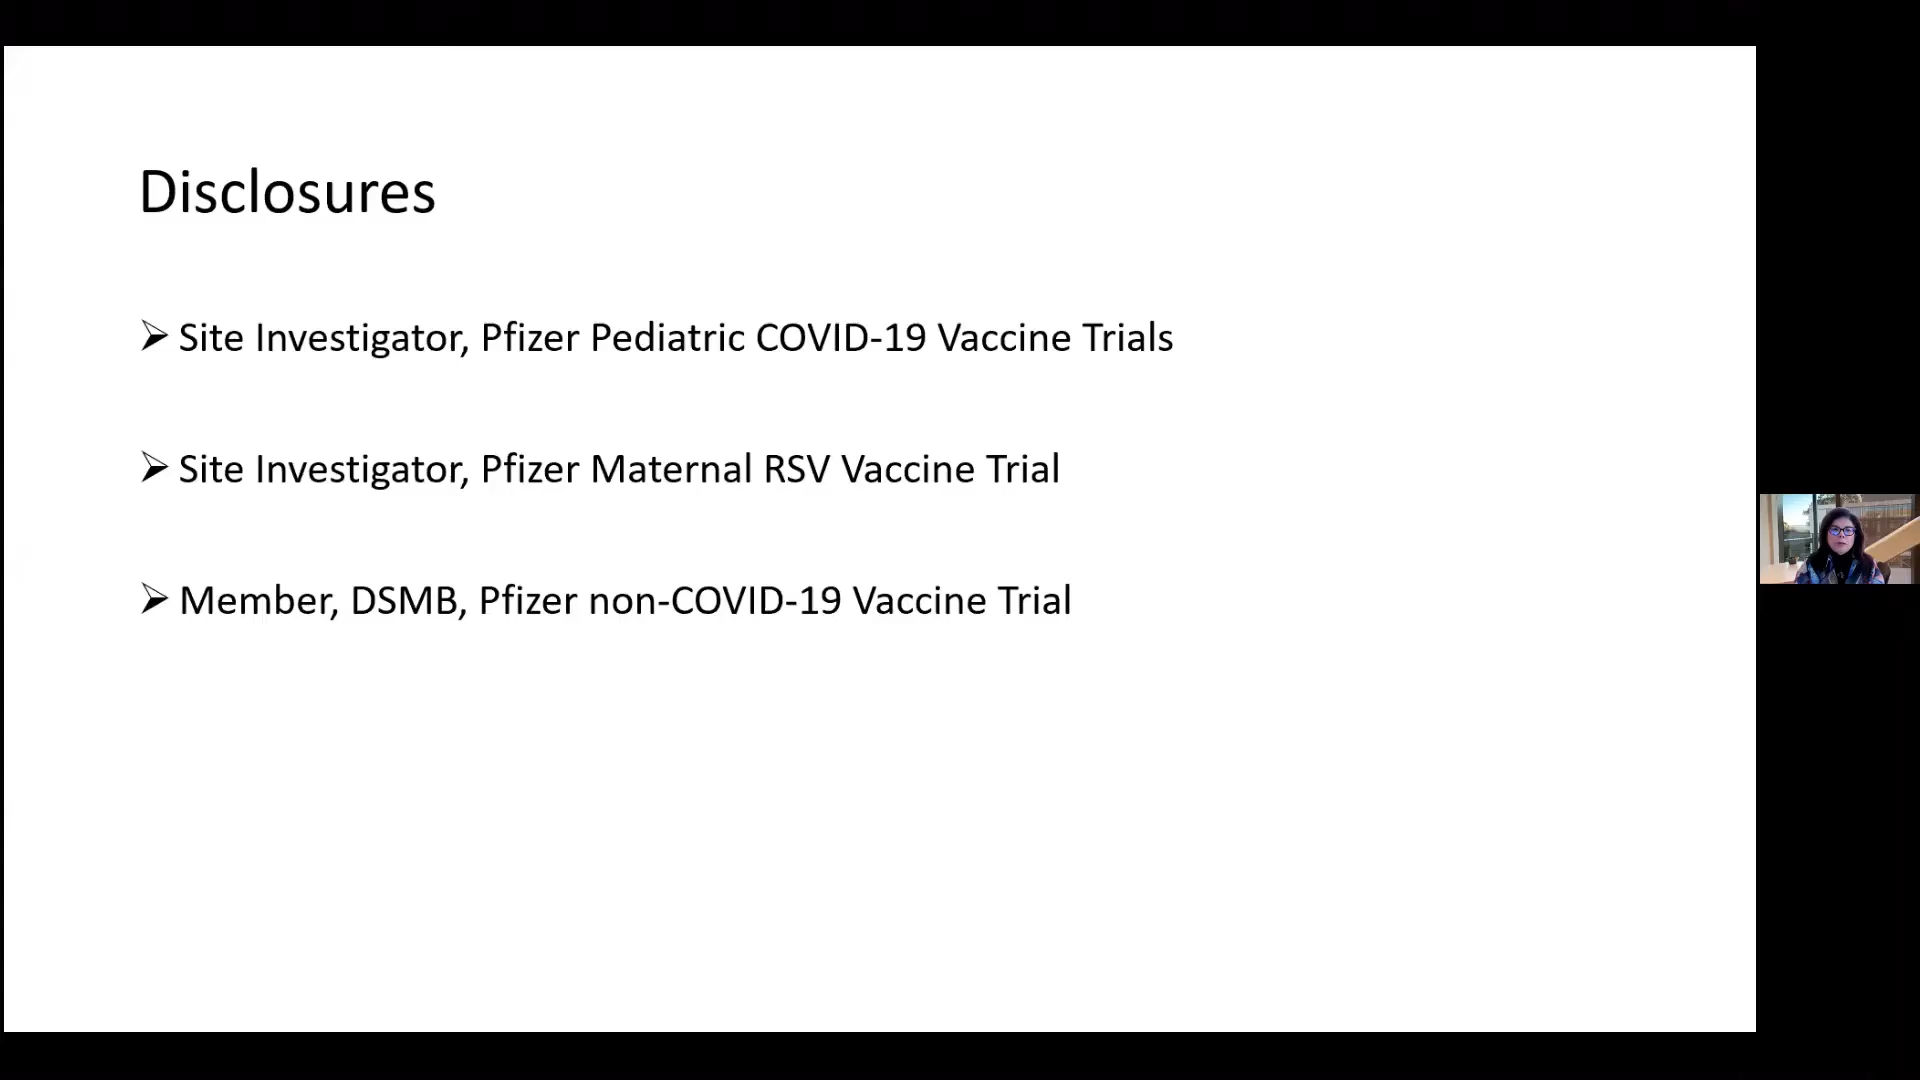 Disclosures
➢ Site Investigator, Pfizer Pediatric COVID-19 Vaccine Trials
➢ Site Investigator, Pfizer Maternal RSV Vaccine Trial
➢ Member, DSMB, Pfizer non-COVID-19 Vaccine Trial